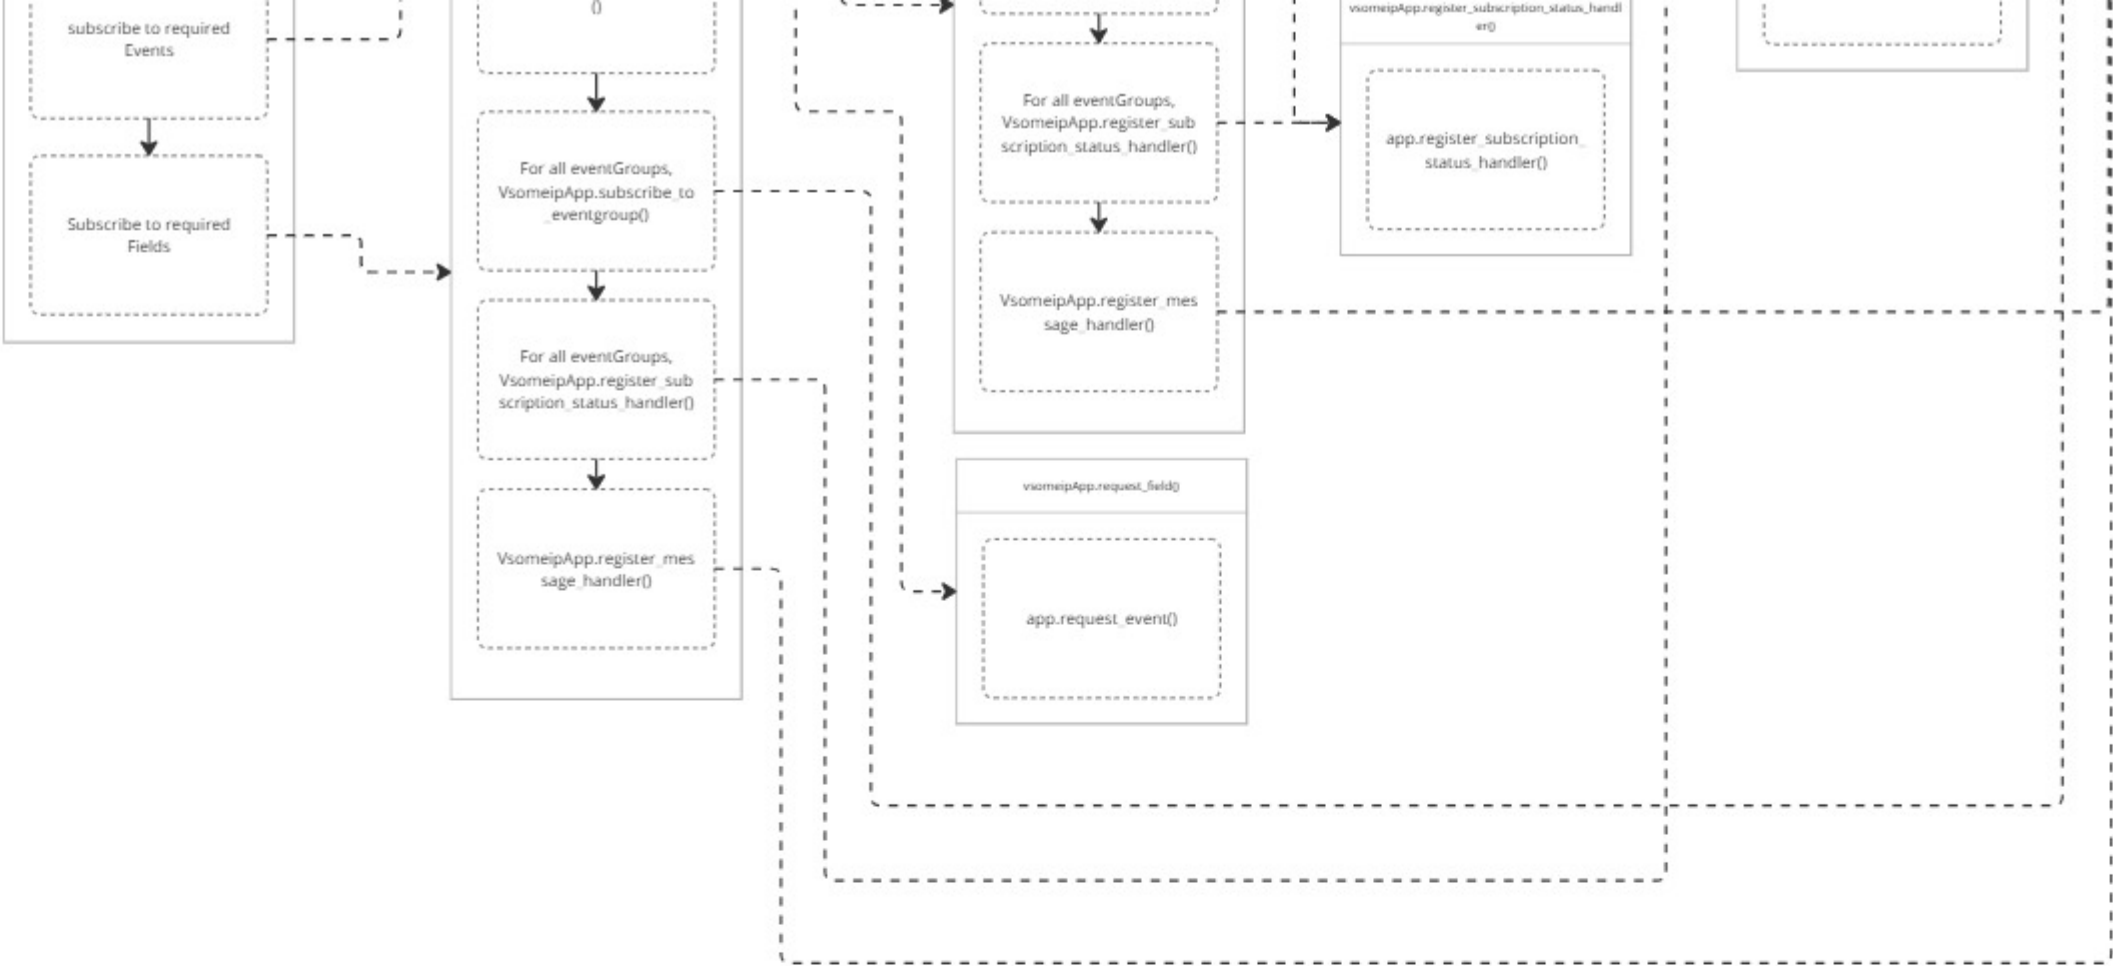 subscribe to required
Events
Subscribe to required
Fields
()
For all eventGroups,
VsomeipApp.subscribe_to
_eventgroup()
For all eventGroups,
VsomeipApp.register_sub
scription_status_handler()
VsomeipApp.register_mes
sage_handler()
For all eventGroups,
VsomeipApp.register_sub
scription_status_handler()
VsomeipApp.register_mes
sage_handler()
vsomeipApp.request_field()
app.request_event()
vsomeipApp.register_subscription_status_handl
er()
app.register_subscription_
status_handler()